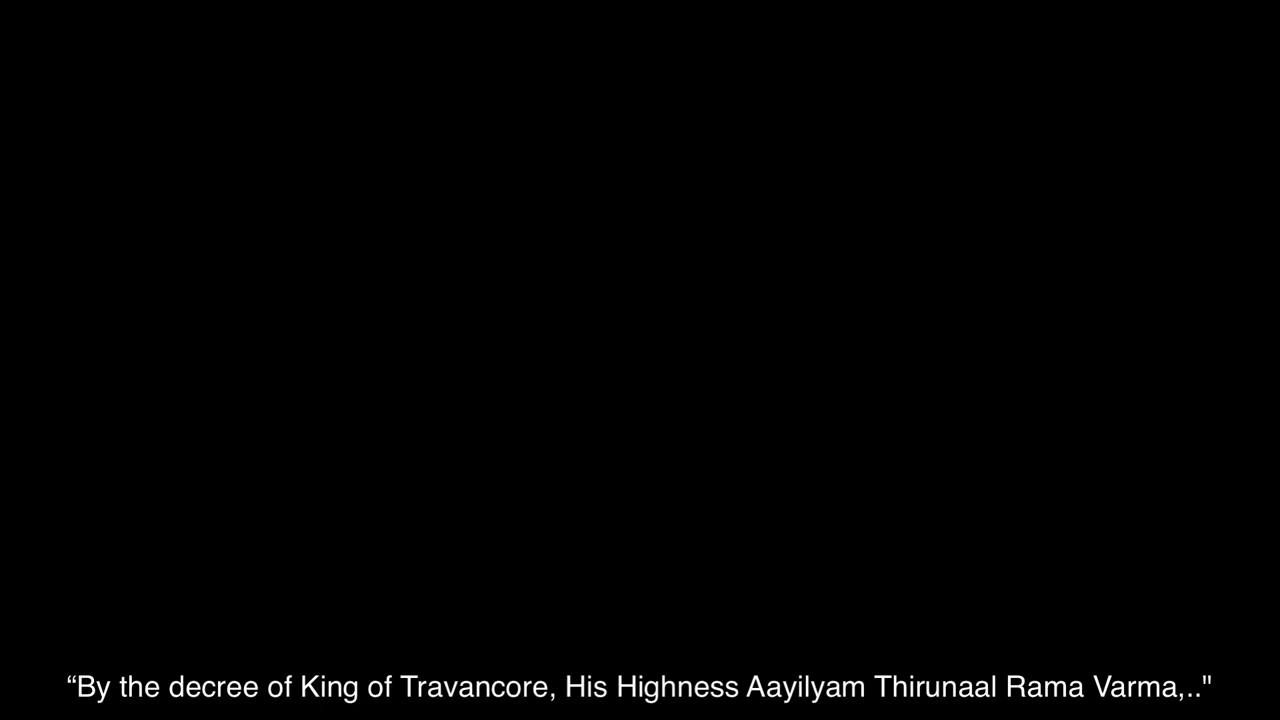 “By the decree of King of Travancore, His Highness Aayilyam Thirunaal Rama Varma,.."